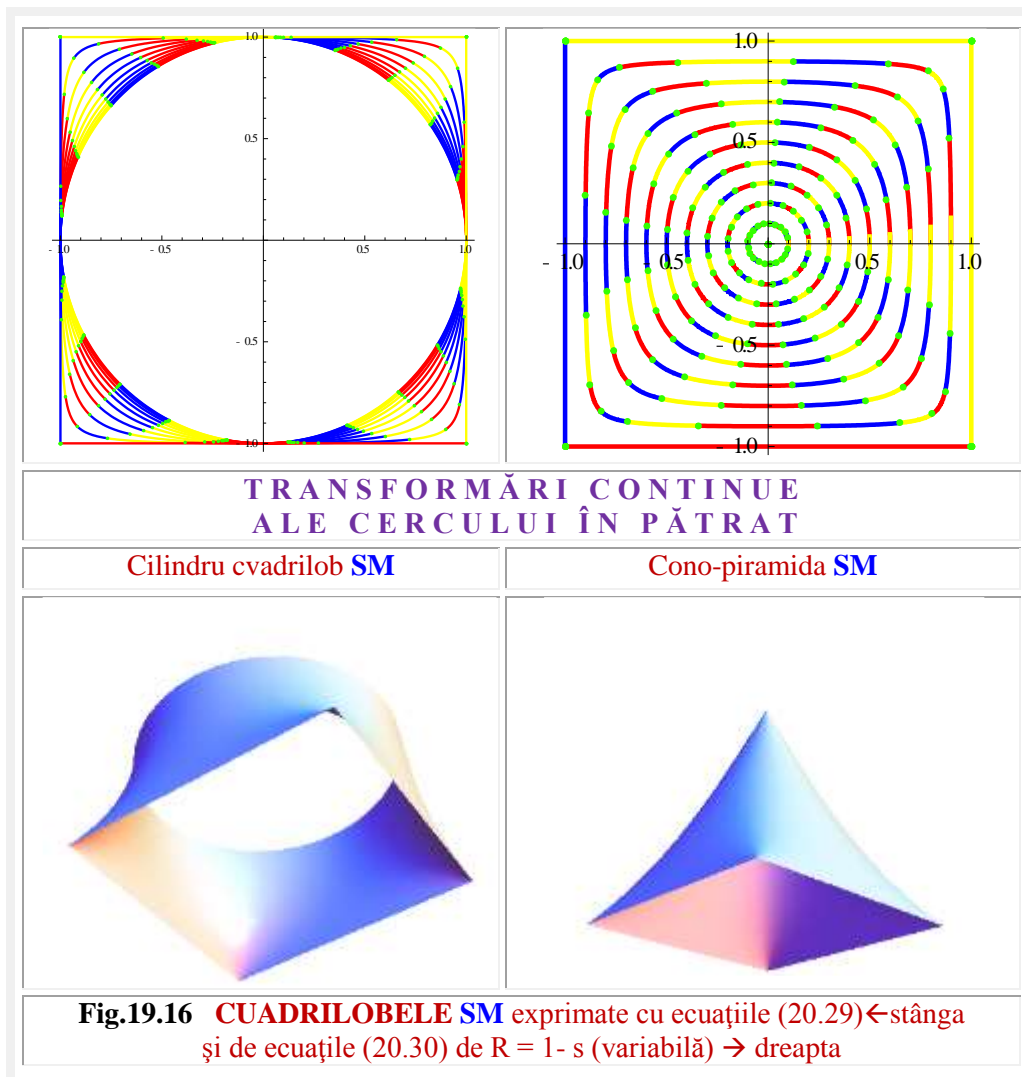 1.0
0.5
- 1.0
- 0.5
0.5
1.0
- 0.5
- 1.0
1.0
0.5
- 1.0
- 0.5
0.5
1.0
- 0.5
- 1.0
TRANSFORMĂRI CONTINUE
ALE CERCULUI ÎN PĂTRAT
Cilindru cvadrilob SM
Cono-piramida SM
Fig.19.16 CUADRILOBELE SM exprimate cu ecuaţiile (20.29)←stânga
şi de ecuaţile (20.30) de R = 1- s (variabilă) → dreapta